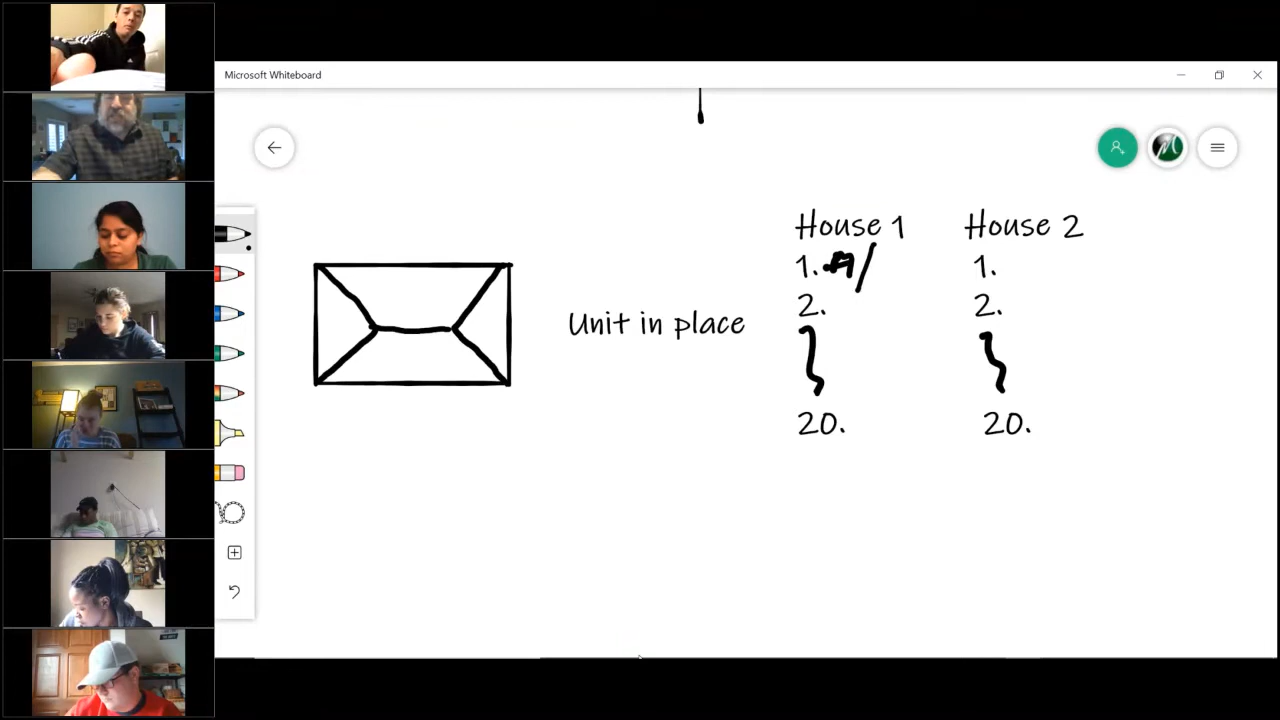 Microsoft Whiteboard
House 1 House 2
1. 1.
2. 2.
Unit in place
20. 20.